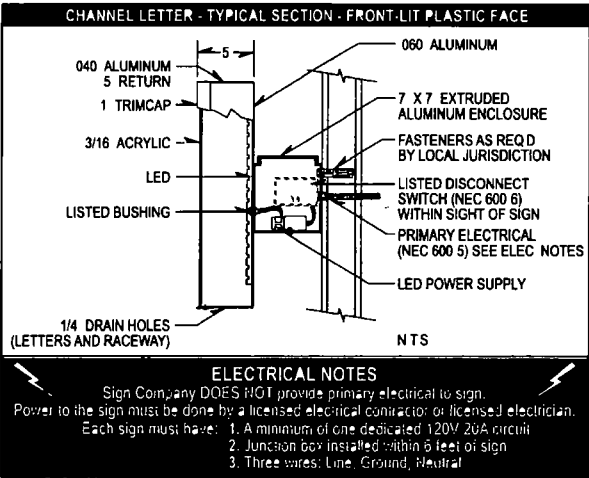 CHANNEL LETTER - TYPICAL SECTION - FRONT-LIT PLASTIC FACE
5
040 ALUMINUM
5 RETURN
1 TRIMCAP
3/16 ACRYLIC
LED
LISTED BUSHING
1/4 DRAIN HOLES
(LETTERS AND RACEWAY)
060 ALUMINUM
7 X 7 EXTRUDED
ALUMINUM ENCLOSURE
FASTENERS AS REQ D
BY LOCAL JURISDICTION
LISTED DISCONNECT
SWITCH (NEC 600 6)
WITHIN SIGHT OF SIGN
PRIMARY ELECTRICAL
(NEC 600 5) SEE ELEC NOTES
LED POWER SUPPLY
NTS
ELECTRICAL NOTES
Sign Company DOES NOT provide primary electrical to sign.
Power to the sign must be done by a licensed electrical contractor or licensed electrician.
Each sign must have: 1. A minimum of one dedicated 120V 20A circuit
2. Junction box installed within 6 feet of sign
3. Three wires: Line, Ground, Neutral